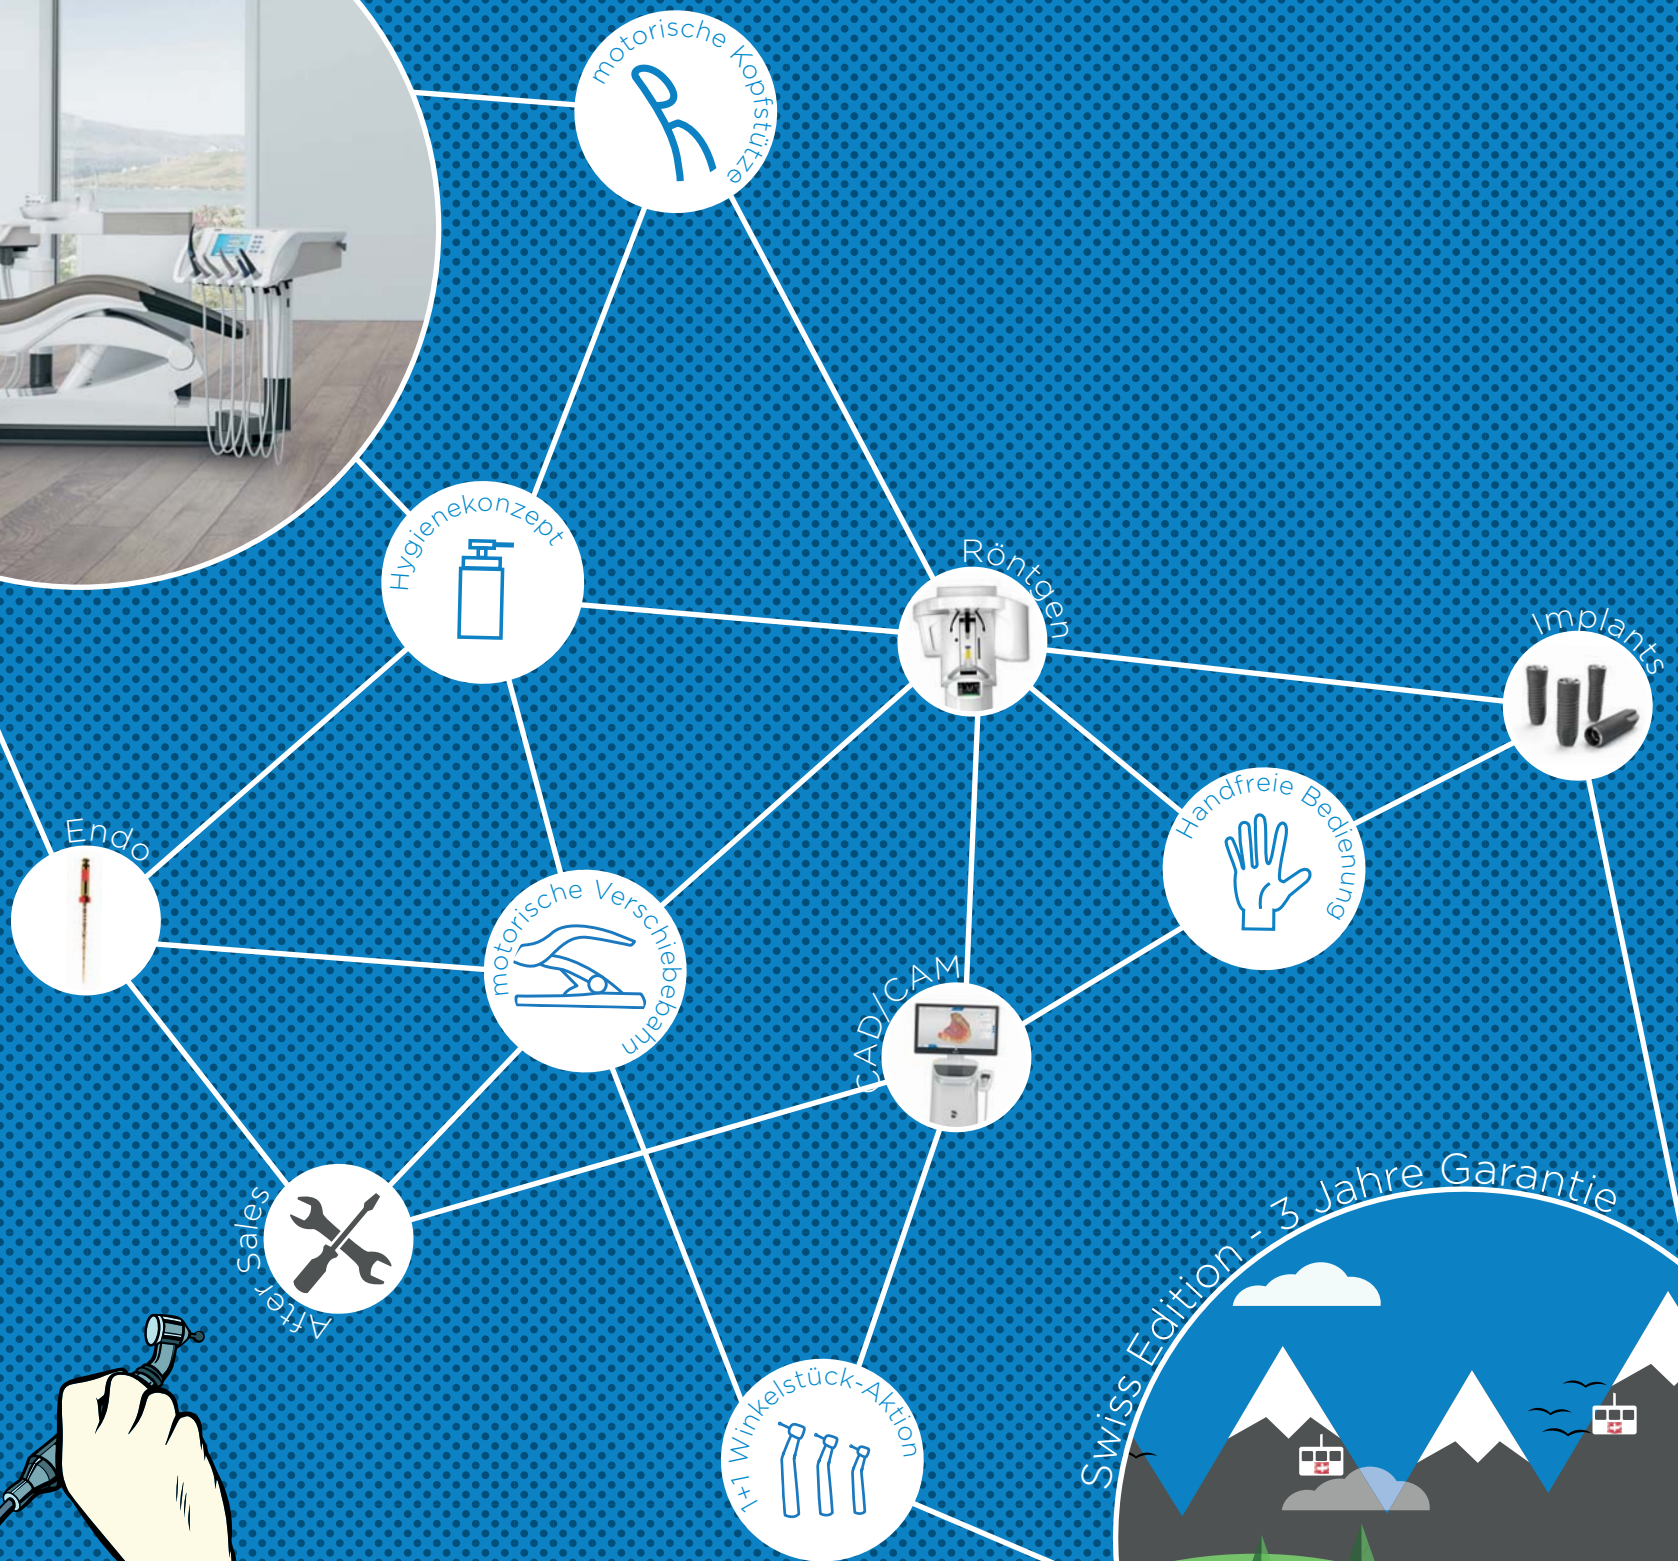 motorische Kopfstütze
Hygienekonzept
Röntgen
Implants
Handfreie Bedienung
Endo
motorische Verschiebebahn
CAD/CAM
After Sales
Swiss Edition - 3 Jahre Garantie
1+1 Winkelstück-Aktion